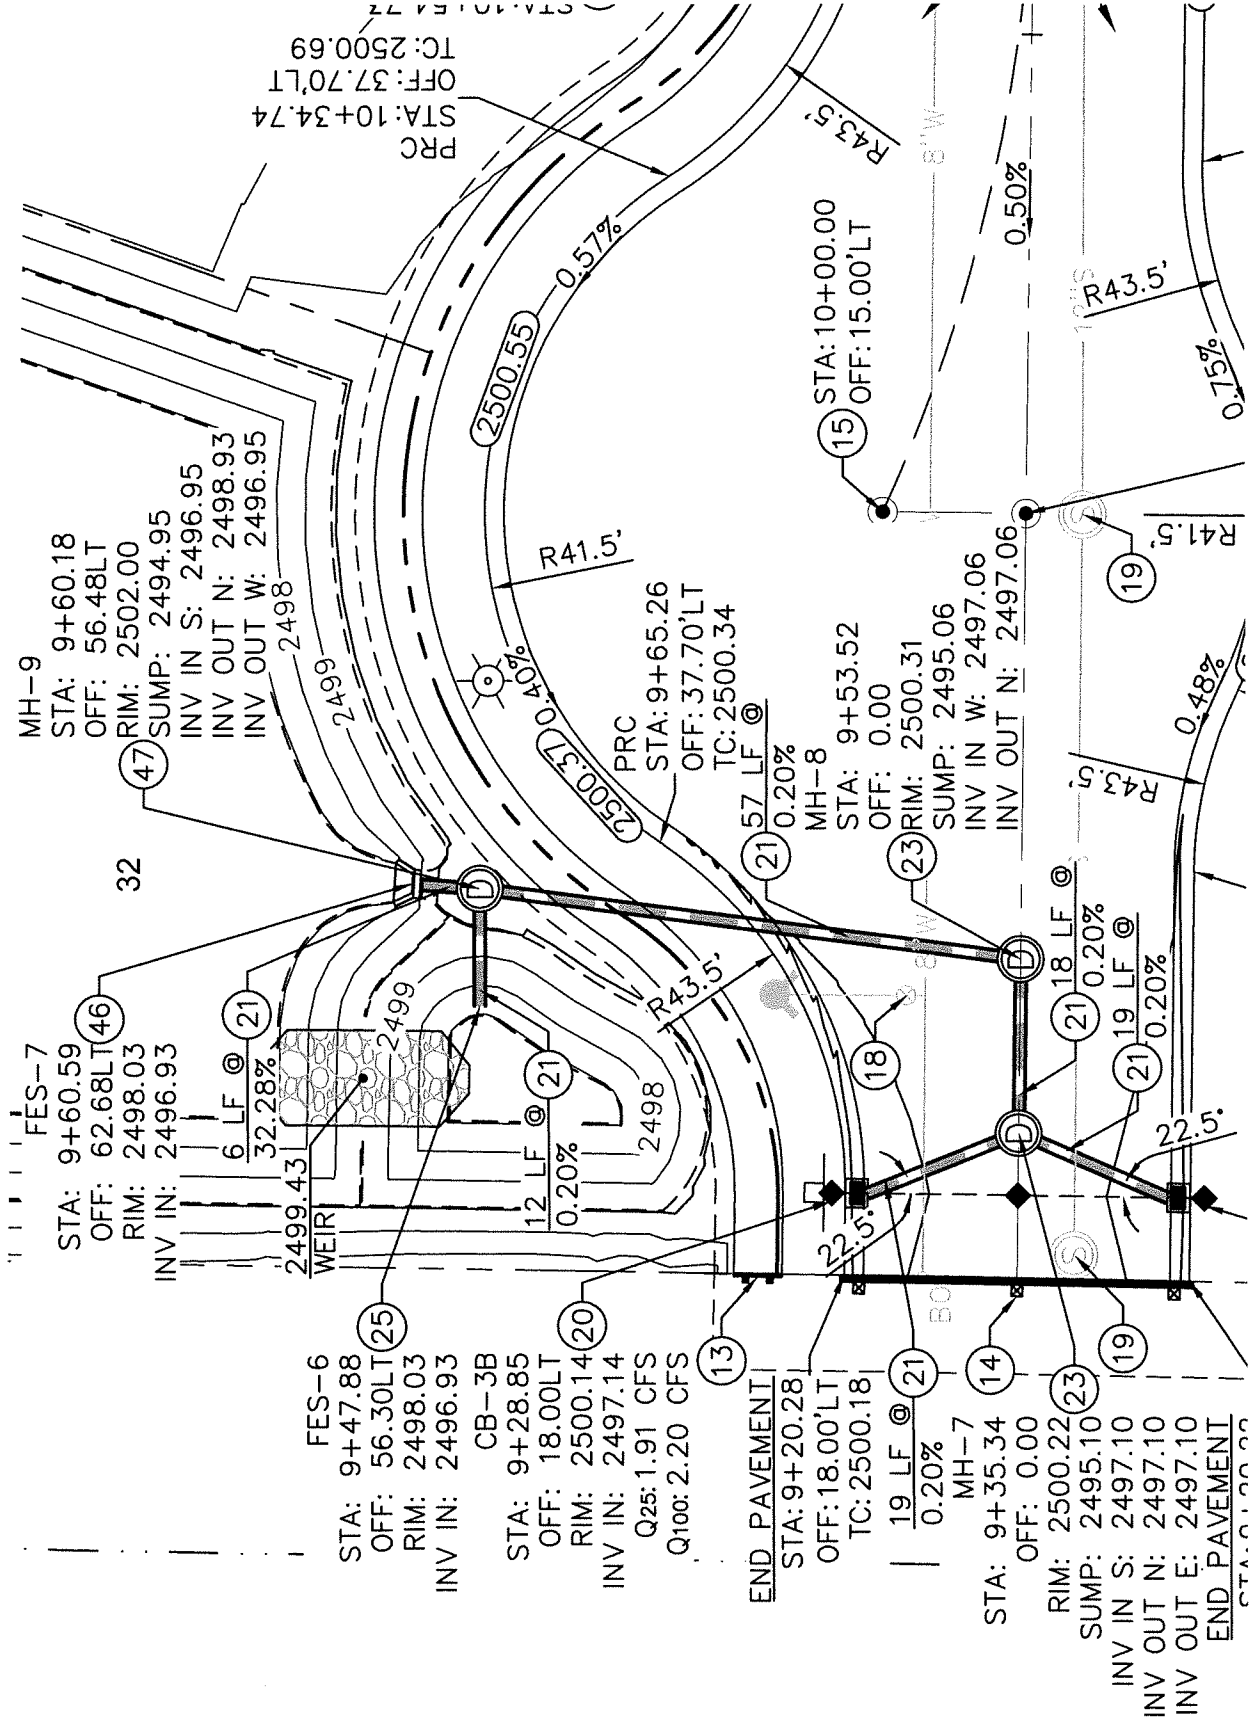 STA:10+54.73
PRC
STA:10+34.74
OFF:37.70'LT
TC:2500.69
MH-9
STA: 9+60.18
OFF: 56.48LT
RIM: 2502.00
SUMP: 2494.95
INV IN S: 2496.95
INV OUT N: 2498.93
INV OUT W: 2496.95
47
2498
2499
32
FES-7
STA: 9+60.59
OFF: 62.68LT
RIM: 2498.03
INV IN: 2496.93
46
21
6 LF @
32.28%
2499.43
WEIR
2499
2498
12 LF @
0.20%
21
FES-6
STA: 9+47.88
OFF: 56.30LT
RIM: 2498.03
INV IN: 2496.93
25
CB-3B
STA: 9+28.85
OFF: 18.00LT
RIM: 2500.14
INV IN: 2497.14
Q25: 1.91 CFS
Q100: 2.20 CFS
20
13
END PAVEMENT
STA: 9+20.28
OFF:18.00'LT
TC: 2500.18
19 LF @
0.20%
21
MH-7
STA: 9+35.34
OFF: 0.00
RIM: 2500.22
SUMP: 2495.10
INV IN S: 2497.10
INV OUT N: 2497.10
INV OUT E: 2497.10
23
14
19
END PAVEMENT
R43.5'
8"W
0.57%
2500.55
R41.5'
0.40%
2500.37
PRC
STA: 9+65.26
OFF:37.70'LT
TC: 2500.34
57 LF @
0.20%
21
MH-8
STA: 9+53.52
OFF: 0.00
RIM: 2500.31
SUMP: 2495.06
INV IN W: 2497.06
INV OUT N: 2497.06
23
15
STA: 10+00.00
OFF: 15.00'LT
0.50%
R43.5'
0.75%
R41.5'
19
0.48%
R43.5'
18 LF @
0.20%
21
19 LF @
0.20%
21
22.5°
22.5°
R43.5'
18
8"W
S
S
BO